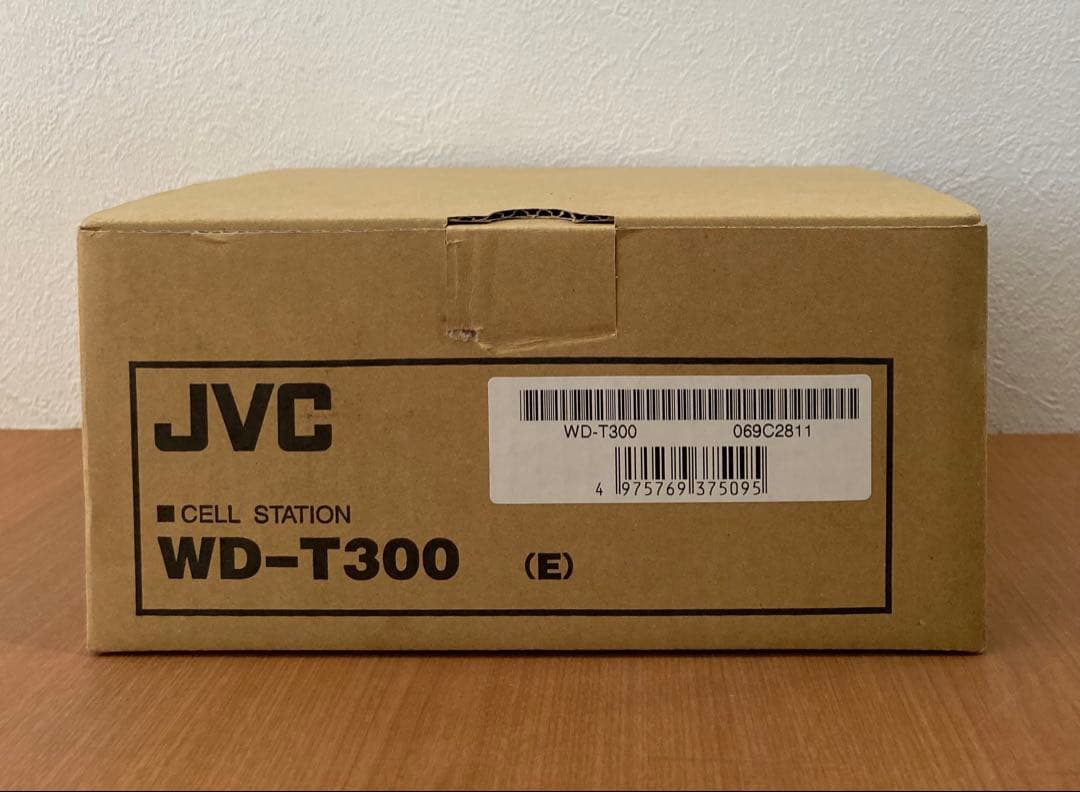 JVC
■ CELL STATION
WD-T300 (E)
WD-T300 069C2811
4 975769 375095